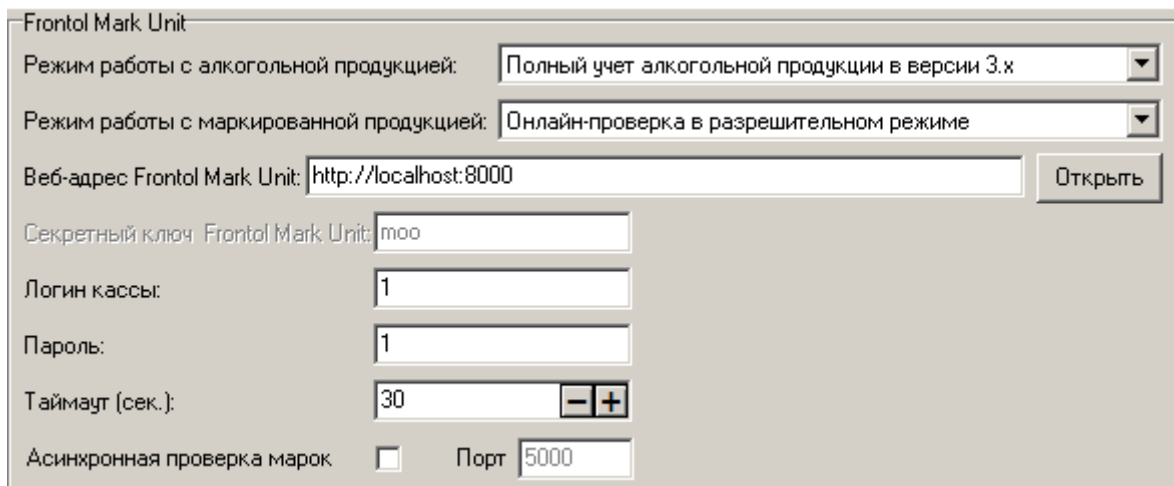 Frontol Mark Unit
Режим работы с алкогольной продукцией: Полный учет алкогольной продукции в версии 3.x
Режим работы с маркированной продукцией: Онлайн-проверка в разрешительном режиме
Веб-адрес Frontol Mark Unit: http://localhost:8000 Открыть
Секретный ключ Frontol Mark Unit: moo
Логин кассы: 1
Пароль: 1
Таймаут (сек.): 30 − +
Асинхронная проверка марок Порт 5000